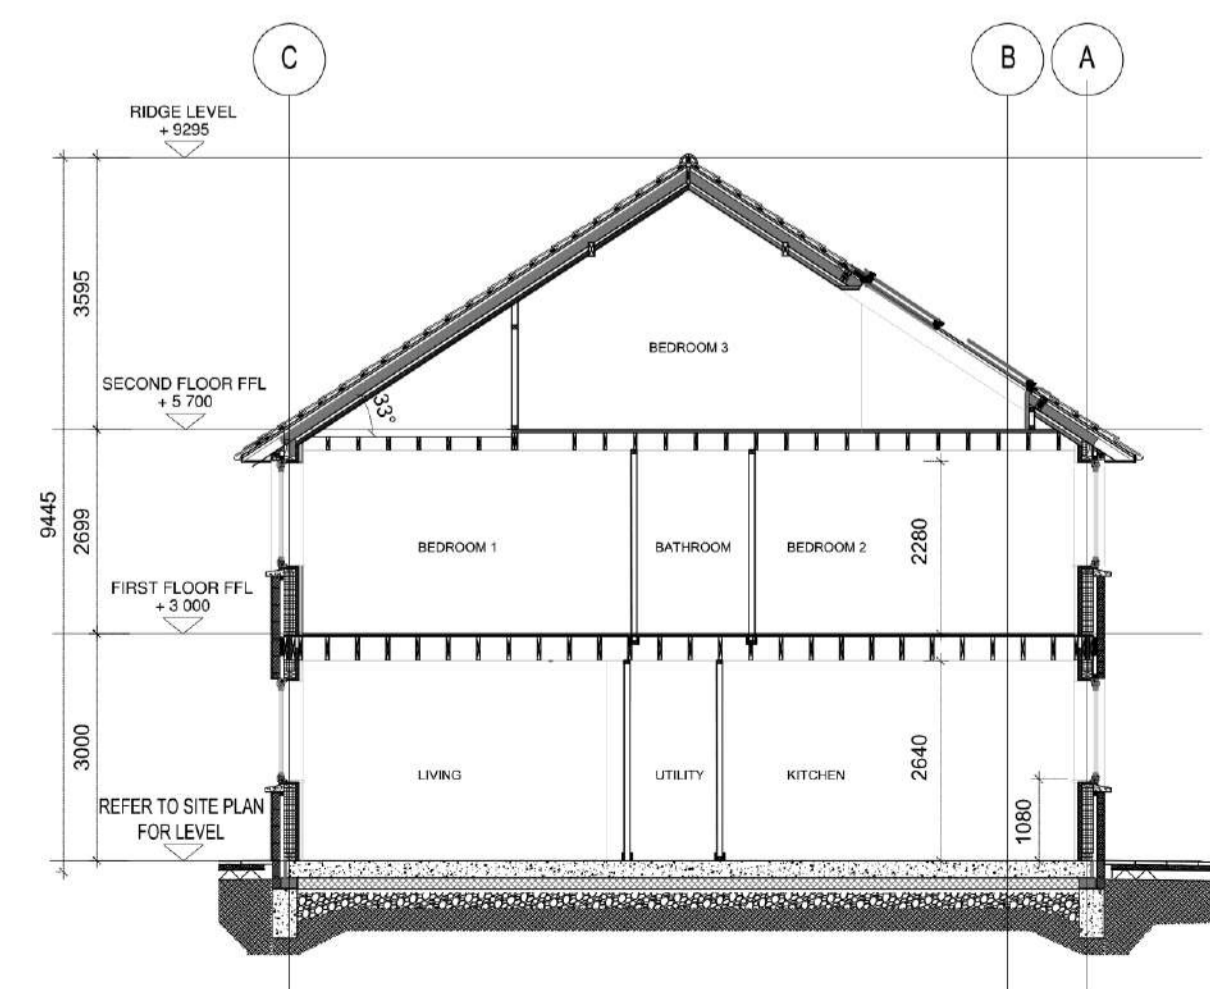 C
B
A
RIDGE LEVEL
+ 9295
3595
BEDROOM 3
SECOND FLOOR FFL
+ 5 700
33°
9445
2699
BEDROOM 1
BATHROOM
BEDROOM 2
2280
FIRST FLOOR FFL
+ 3 000
3000
LIVING
UTILITY
KITCHEN
2640
1080
REFER TO SITE PLAN
FOR LEVEL